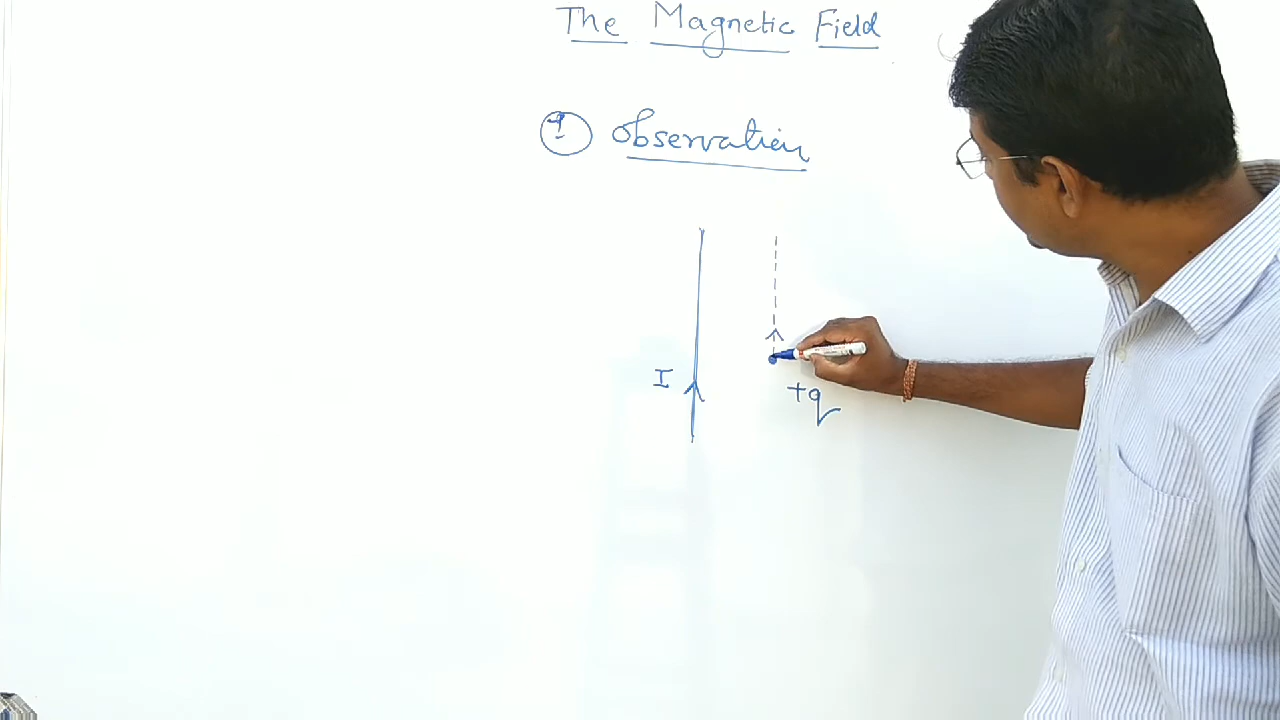 The Magnetic Field
1 Observation
I
+q